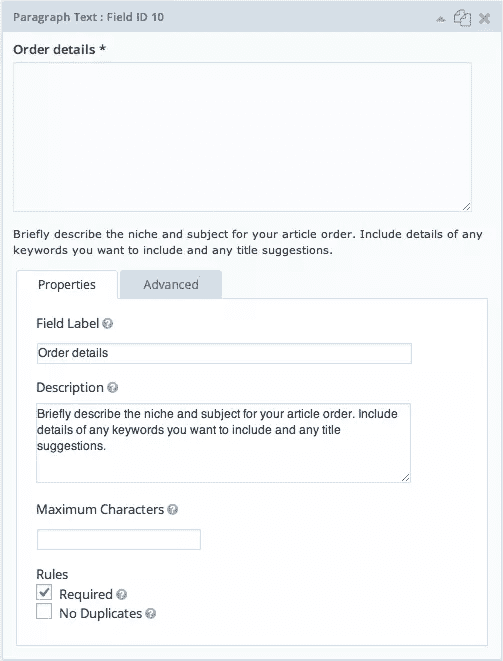 Paragraph Text : Field ID 10
Order details *
Briefly describe the niche and subject for your article order. Include details of any
keywords you want to include and any title suggestions.
Properties
Advanced
Field Label
Order details
Description
Briefly describe the niche and subject for your article order. Include
details of any keywords you want to include and any title
suggestions.
Maximum Characters
Rules
Required
No Duplicates